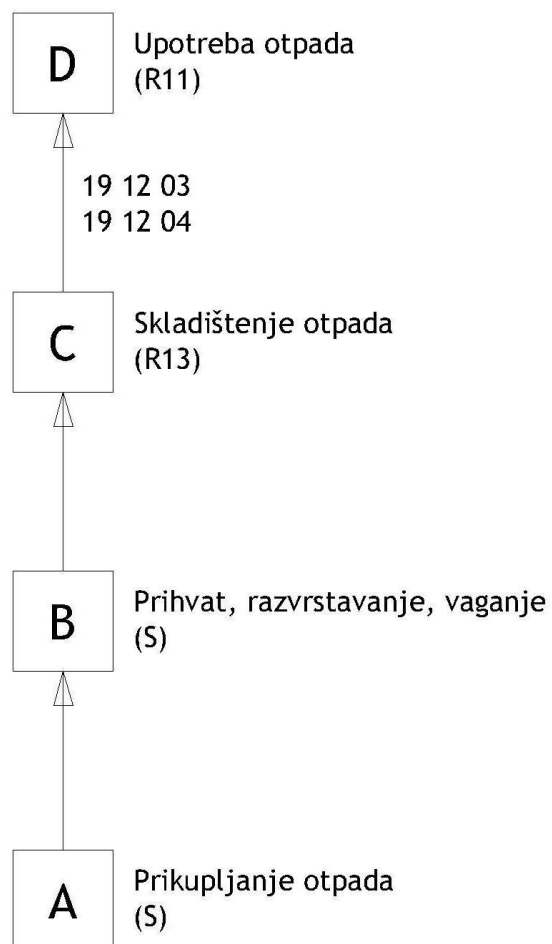 D
Upotreba otpada
(R11)
19 12 03
19 12 04
C
Skladištenje otpada
(R13)
B
Prihvat, razvrstavanje, vaganje
(S)
A
Prikupljanje otpada
(S)